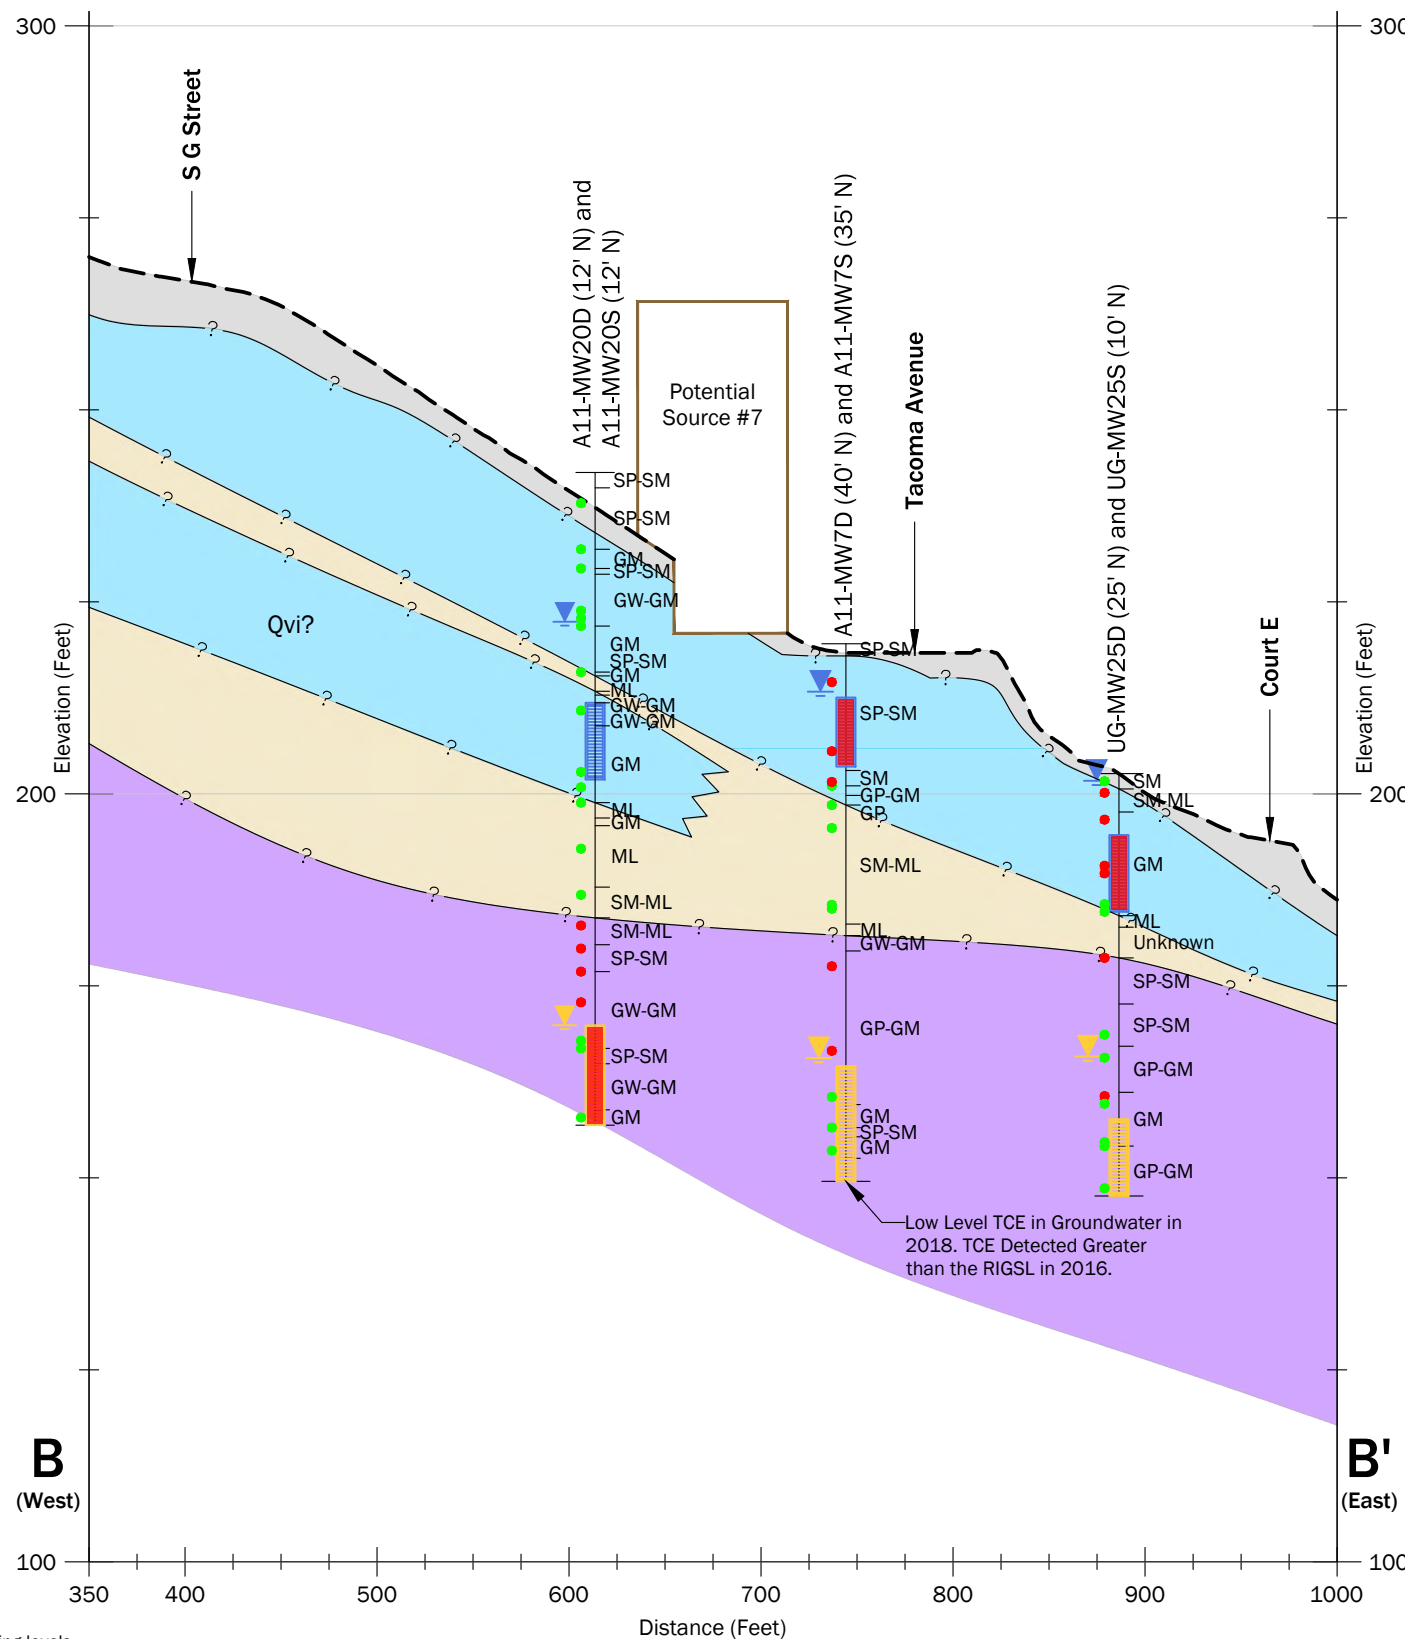 300
300
S G Street
A11-MW20D (12' N) and
A11-MW20S (12' N)
Potential
Source #7
A11-MW7D (40' N) and A11-MW7S (35' N)
Tacoma Avenue
UG-MW25D (25' N) and UG-MW25S (10' N)
Court E
Qvi?
Elevation (Feet)
Elevation (Feet)
200
200
SP-SM
SP-SM
GM
SP-SM
GW-GM
GM
SP-SM
GM
ML
GW-GM
GW-GM
GM
ML
GM
ML
SM-ML
SM-ML
SP-SM
GW-GM
SP-SM
GW-GM
GM
SP-SM
SP-SM
SM
GP-GM
GP
SM-ML
ML
GW-GM
GP-GM
GM
SP-SM
GM
SM
SM-ML
GM
ML
Unknown
SP-SM
SP-SM
GP-GM
GM
GP-GM
Low Level TCE in Groundwater in
2018. TCE Detected Greater
than the RIGSL in 2016.
B
(West)
B'
(East)
100
100
350 400 500 600 700 800 900 1000
Distance (Feet)